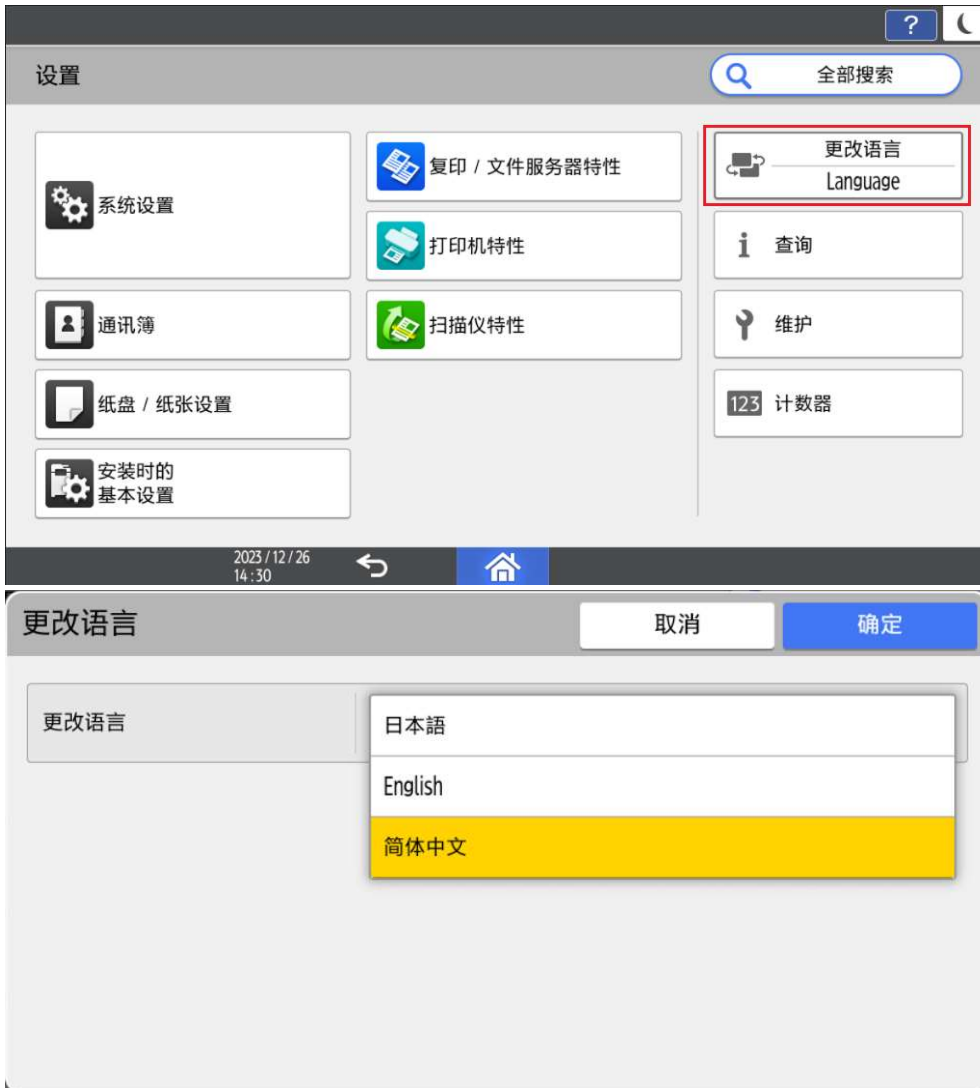 ?
设置
全部搜索
系统设置
复印 / 文件服务器特性
更改语言
Language
打印机特性
i 查询
通讯簿
扫描仪特性
维护
纸盘 / 纸张设置
123 计数器
安装时的
基本设置
2023 / 12 / 26
14 : 30
更改语言
取消
确定
更改语言
日本語
English
简体中文